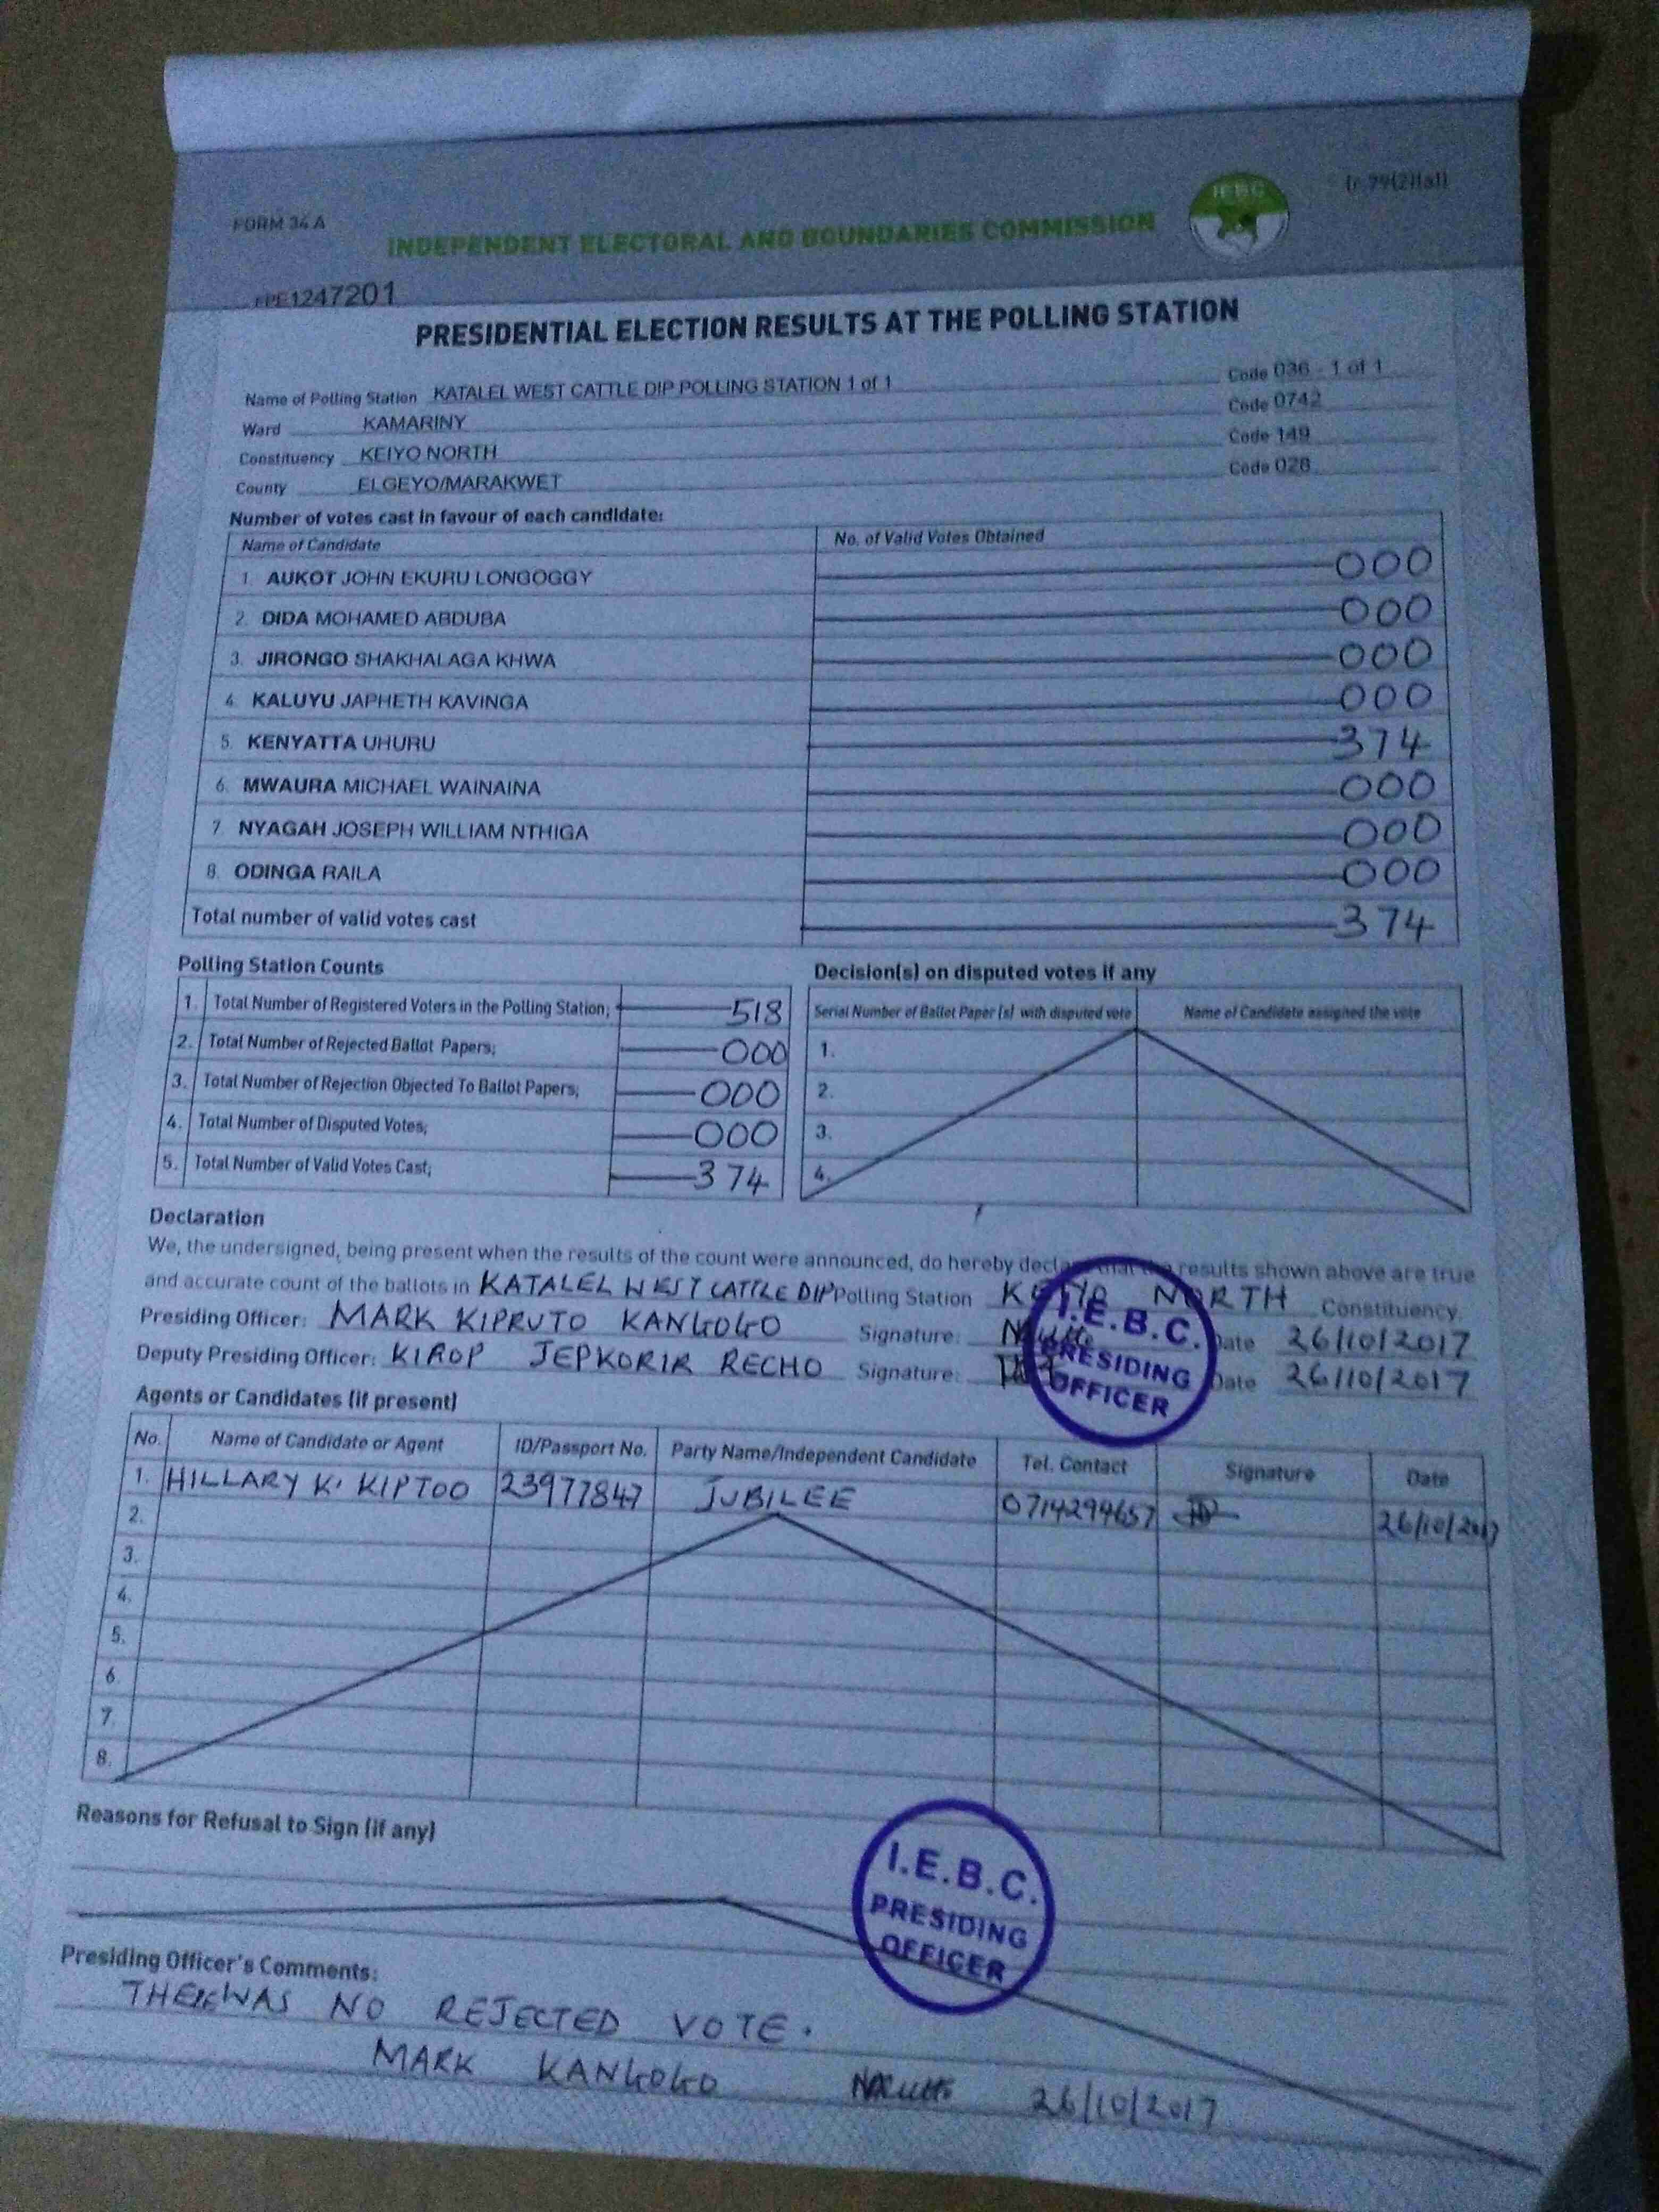 FORM 34 A
IEBC
(r.79(2)(a))
INDEPENDENT ELECTORAL AND BOUNDARIES COMMISSION
PE1247201
PRESIDENTIAL ELECTION RESULTS AT THE POLLING STATION
Name of Polling Station KATALEL WEST CATTLE DIP POLLING STATION 1 of 1 Code 036 - 1 of 1
Ward KAMARINY Code 0742
Constituency KEIYO NORTH Code 149
County ELGEYO/MARAKWET Code 028
Number of votes cast in favour of each candidate:
Name of Candidate No. of Valid Votes Obtained
1. AUKOT JOHN EKURU LONGOGGY 000
2. DIDA MOHAMED ABDUBA 000
3. JIRONGO SHAKHALAGA KHWA 000
4. KALUYU JAPHETH KAVINGA 000
5. KENYATTA UHURU 374
6. MWAURA MICHAEL WAINAINA 000
7. NYAGAH JOSEPH WILLIAM NTHIGA 000
8. ODINGA RAILA 000
Total number of valid votes cast 374
Polling Station Counts
1. Total Number of Registered Voters in the Polling Station; 518
2. Total Number of Rejected Ballot Papers; 000
3. Total Number of Rejection Objected To Ballot Papers; 000
4. Total Number of Disputed Votes; 000
5. Total Number of Valid Votes Cast; 374
Decision(s) on disputed votes if any
Serial Number of Ballot Paper (s) with disputed vote Name of Candidate assigned the vote
1.
2.
3.
4.
Declaration
We, the undersigned, being present when the results of the count were announced, do hereby declare that the results shown above are true
and accurate count of the ballots in KATALEL WEST CATTLE DIP Polling Station KEIYO NORTH Constituency.
Presiding Officer: MARK KIPRUTO KANGOGO Signature: Date 26/10/2017
Deputy Presiding Officer: KIROP JEPKORIR RECHO Signature: Date 26/10/2017
I.E.B.C.
PRESIDING
OFFICER
Agents or Candidates (if present)
No. Name of Candidate or Agent ID/Passport No. Party Name/Independent Candidate Tel. Contact Signature Date
1. HILLARY K. KIPTOO 23977847 JUBILEE 0714294657 26/10/2017
2.
3.
4.
5.
6
7.
8.
Reasons for Refusal to Sign (if any)
I.E.B.C.
PRESIDING
OFFICER
Presiding Officer's Comments:
THERE WAS NO REJECTED VOTE.
MARK KANGOGO 26/10/2017